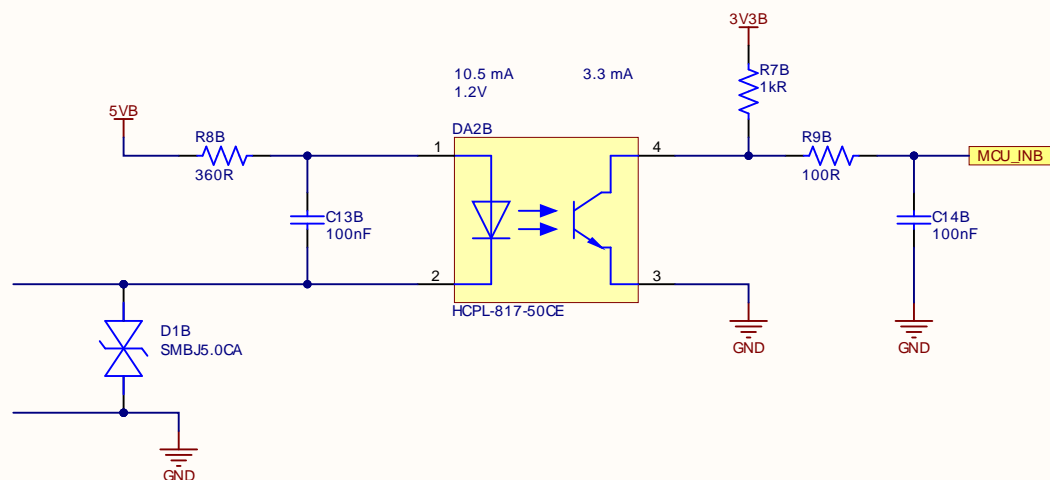 3V3B
10.5 mA
3.3 mA
1.2V
R7B
1kR
5VB
DA2B
R8B
360R
1
4
R9B
100R
MCU_INB
C13B
100nF
C14B
100nF
2
3
HCPL-817-50CE
D1B
SMBJ5.0CA
GND
GND
GND